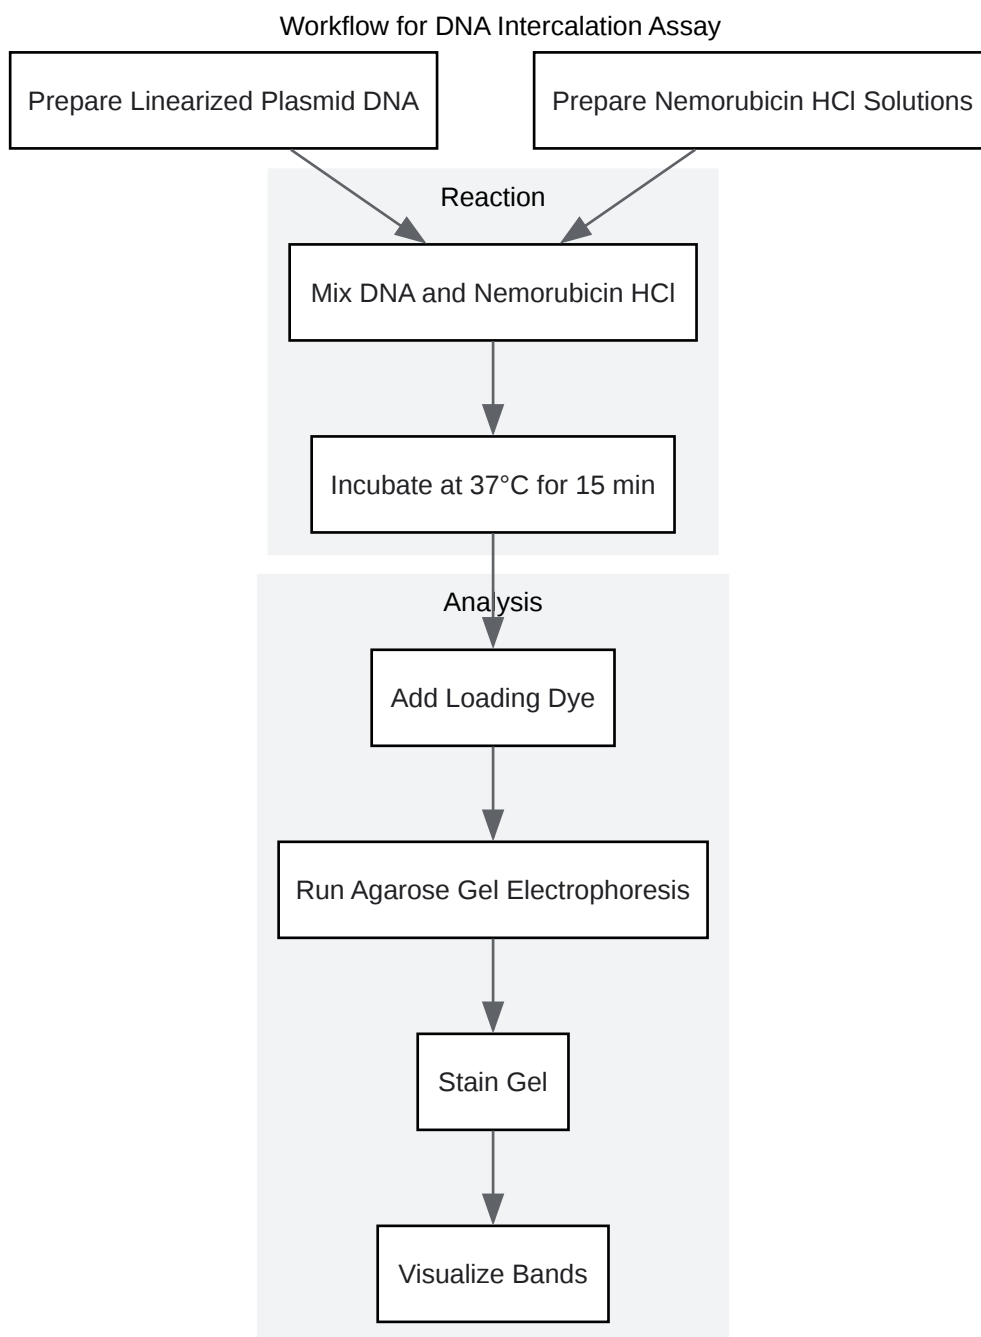 Workflow for DNA Intercalation Assay
Prepare Linearized Plasmid DNA
Prepare Nemorubicin HCl Solutions
Reaction
Mix DNA and Nemorubicin HCl
Incubate at 37°C for 15 min
Analysis
Add Loading Dye
Run Agarose Gel Electrophoresis
Stain Gel
Visualize Bands